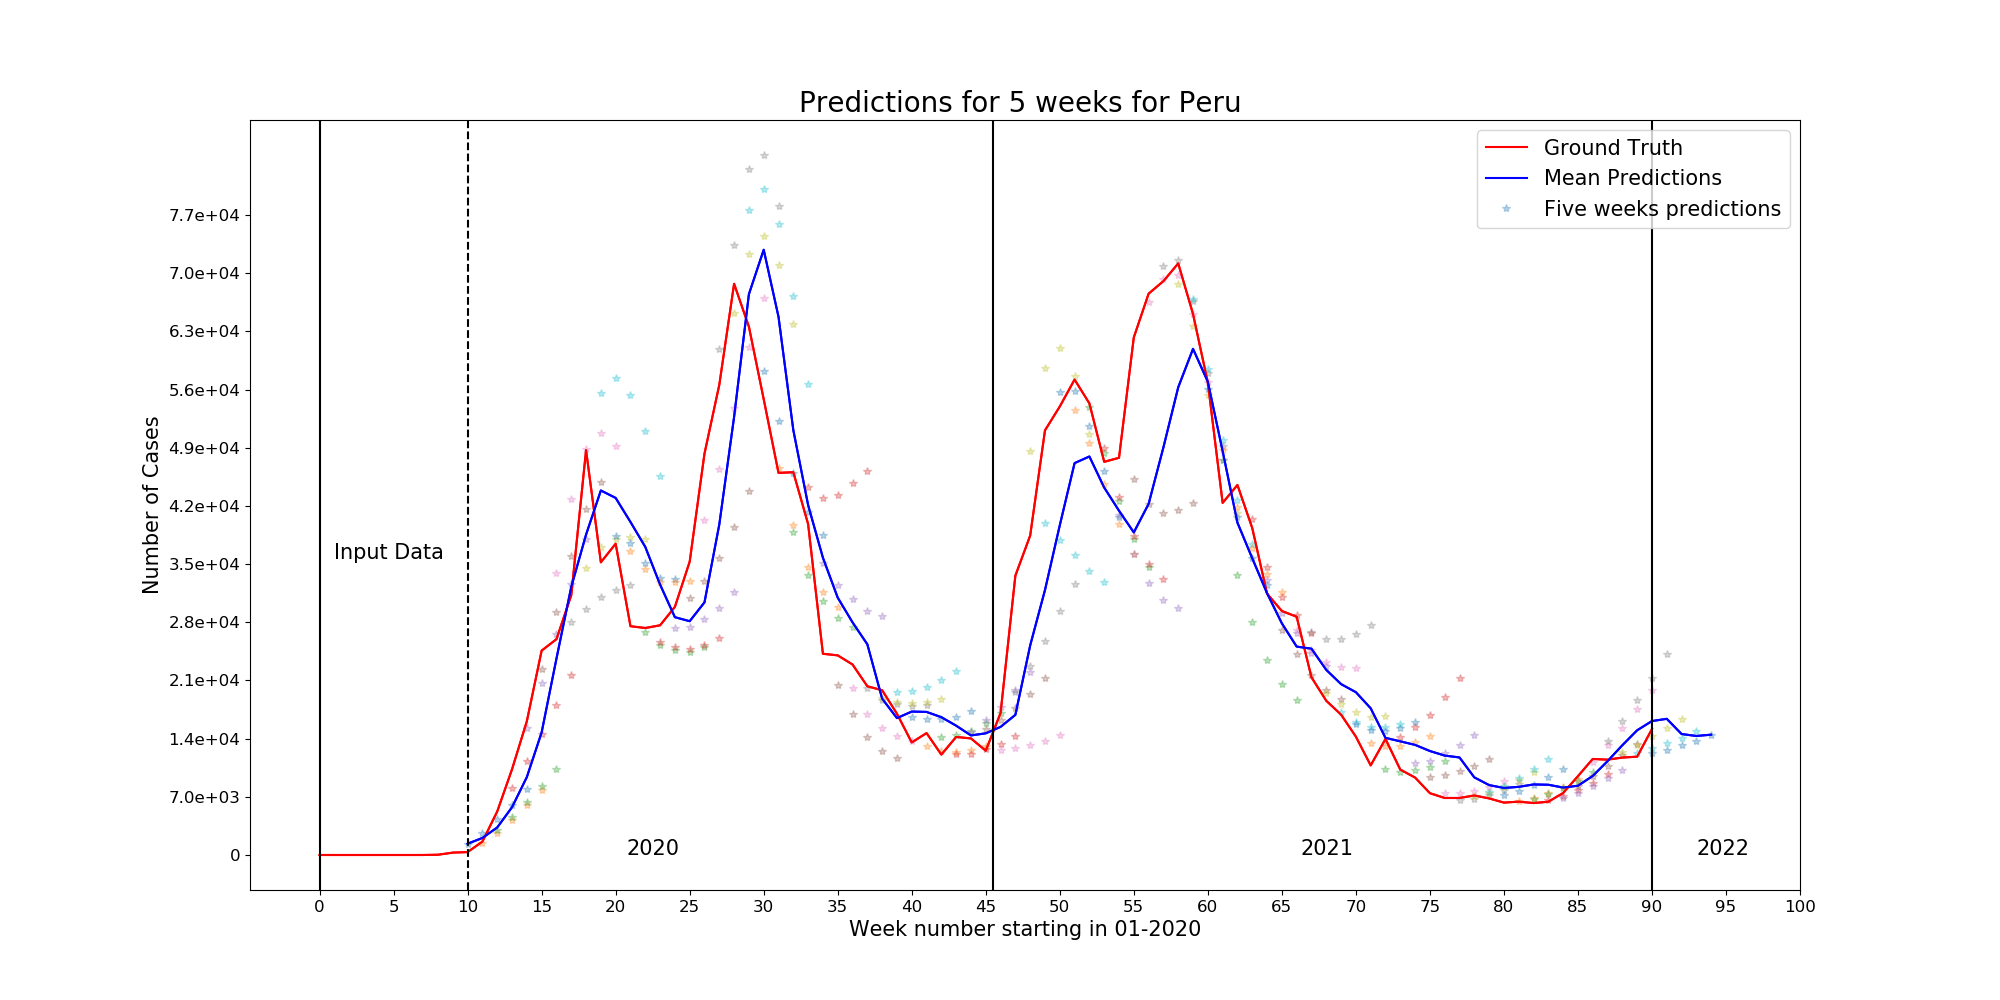 Predictions for 5 weeks for Peru
Ground Truth
Mean Predictions
Five weeks predictions
Number of Cases
7.7e+04
7.0e+04
6.3e+04
5.6e+04
4.9e+04
4.2e+04
3.5e+04
2.8e+04
2.1e+04
1.4e+04
7.0e+03
0
Input Data
2020 2021 2022
0 5 10 15 20 25 30 35 40 45 50 55 60 65 70 75 80 85 90 95 100
Week number starting in 01-2020